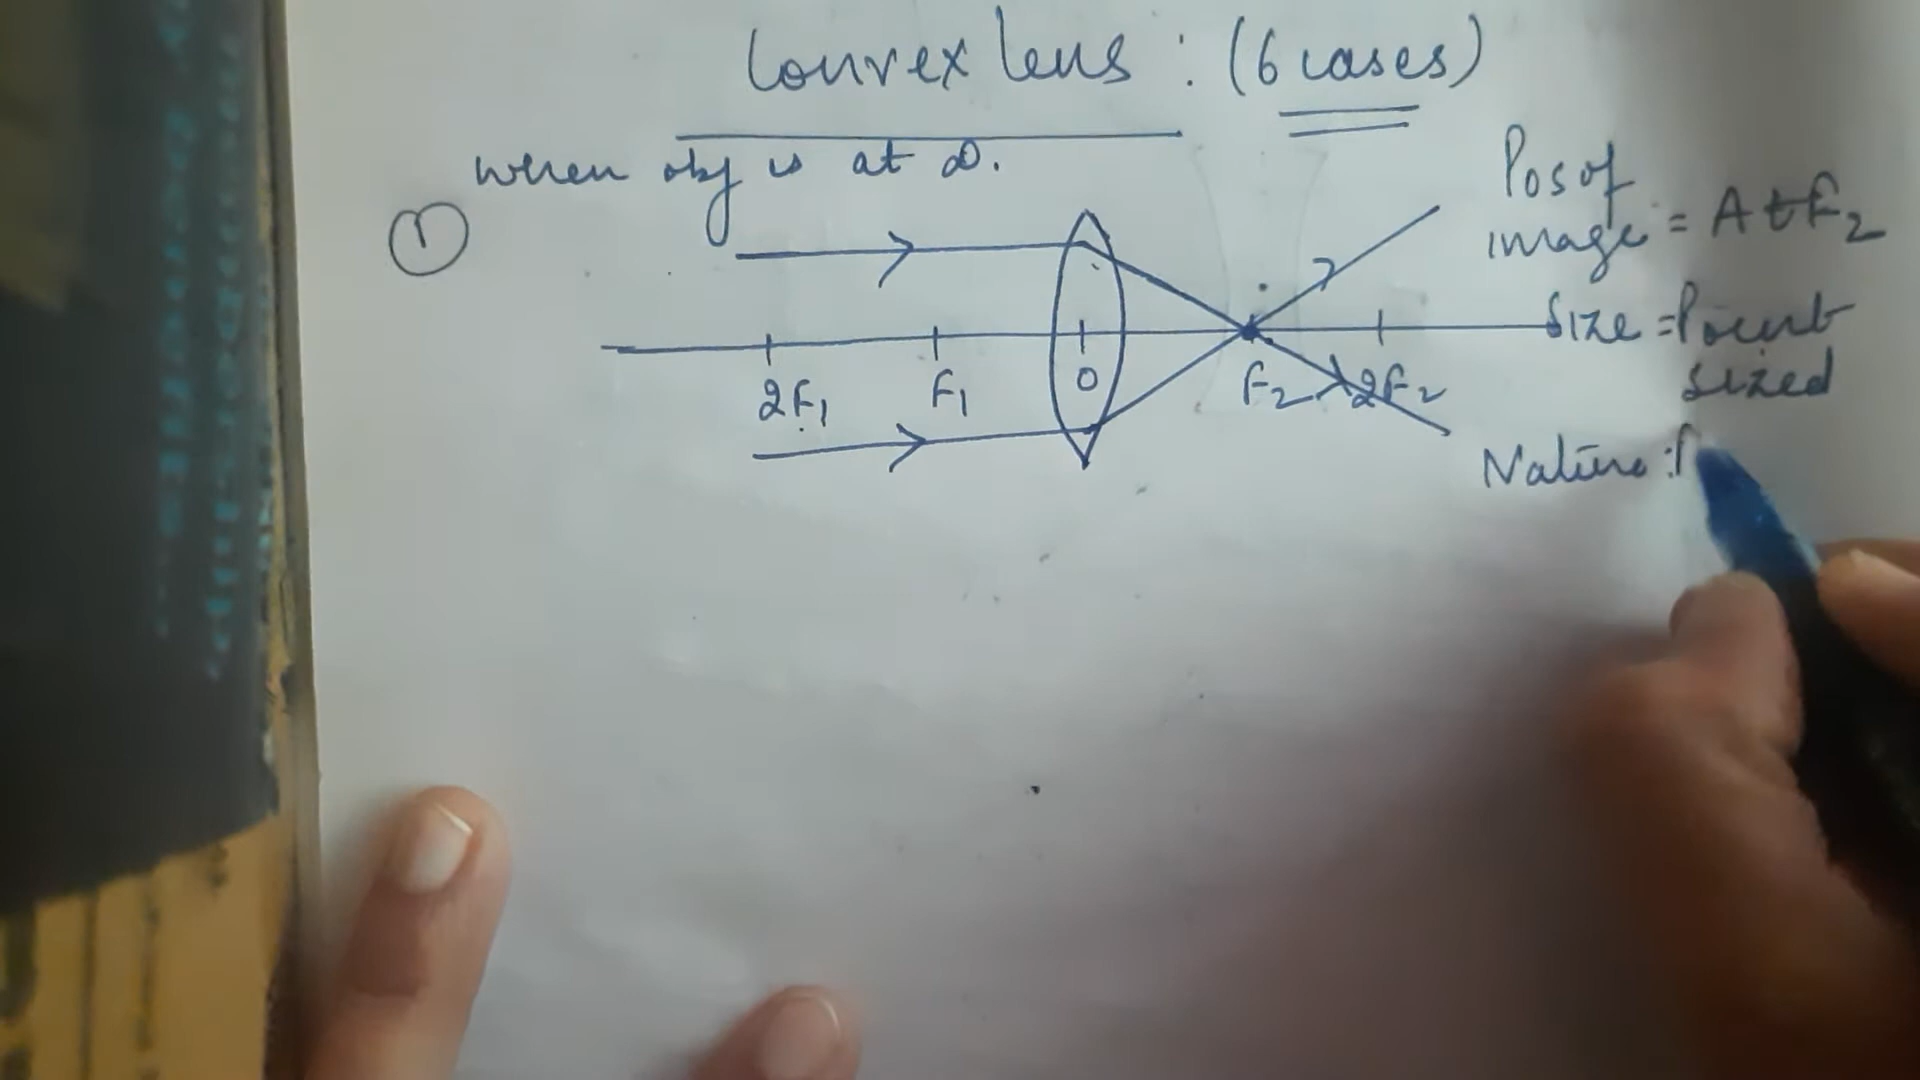 Convex lens : (6 cases)
when obj is at ∞.
1
Pos of
image = At F2
Size = Point
sized
2F1
F1
O
F2
2F2
Nature :